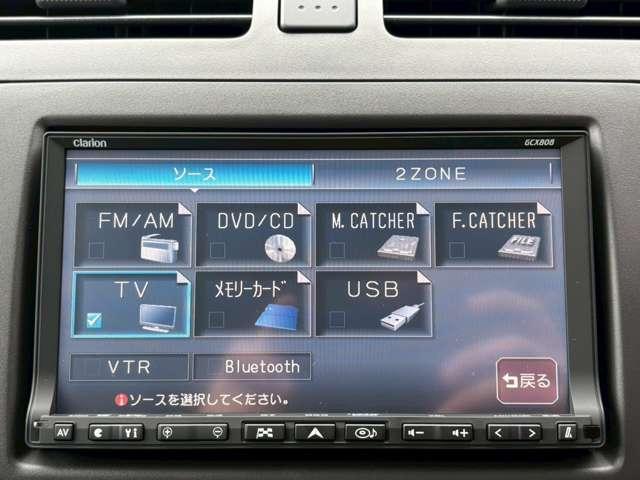 Clarion GCX808
ソース 2ZONE
FM/AM DVD/CD M.CATCHER F.CATCHER
FILE
TV ﾒﾓﾘｰｶｰﾄﾞ USB
VTR Bluetooth
ソースを選択してください。
戻る
AV